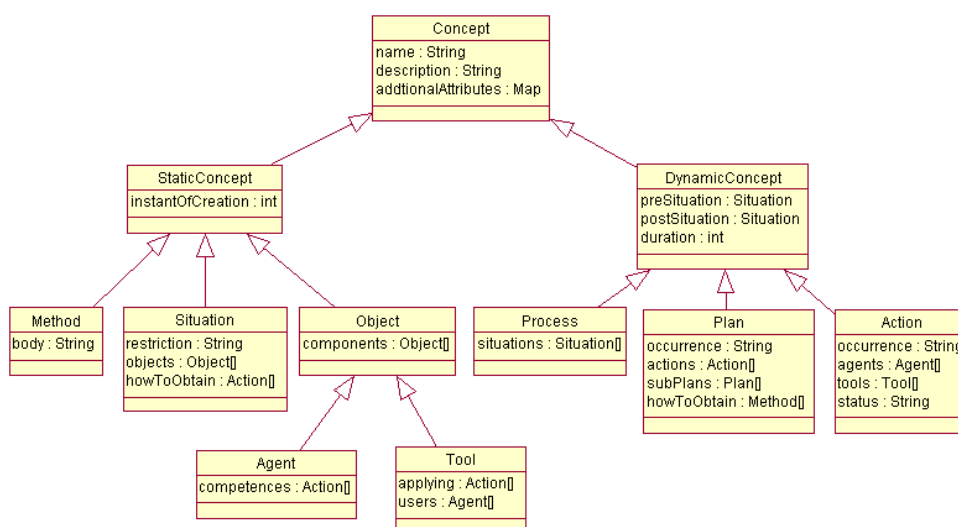 Concept
name : String
description : String
addtionalAttributes : Map
StaticConcept
instantOfCreation : int
DynamicConcept
preSituation : Situation
postSituation : Situation
duration : int
Method
body : String
Situation
restriction : String
objects : Object[]
howToObtain : Action[]
Object
components : Object[]
Process
situations : Situation[]
Plan
occurrence : String
actions : Action[]
subPlans : Plan[]
howToObtain : Method[]
Action
occurrence : String
agents : Agent[]
tools : Tool[]
status : String
Agent
competences : Action[]
Tool
applying : Action[]
users : Agent[]